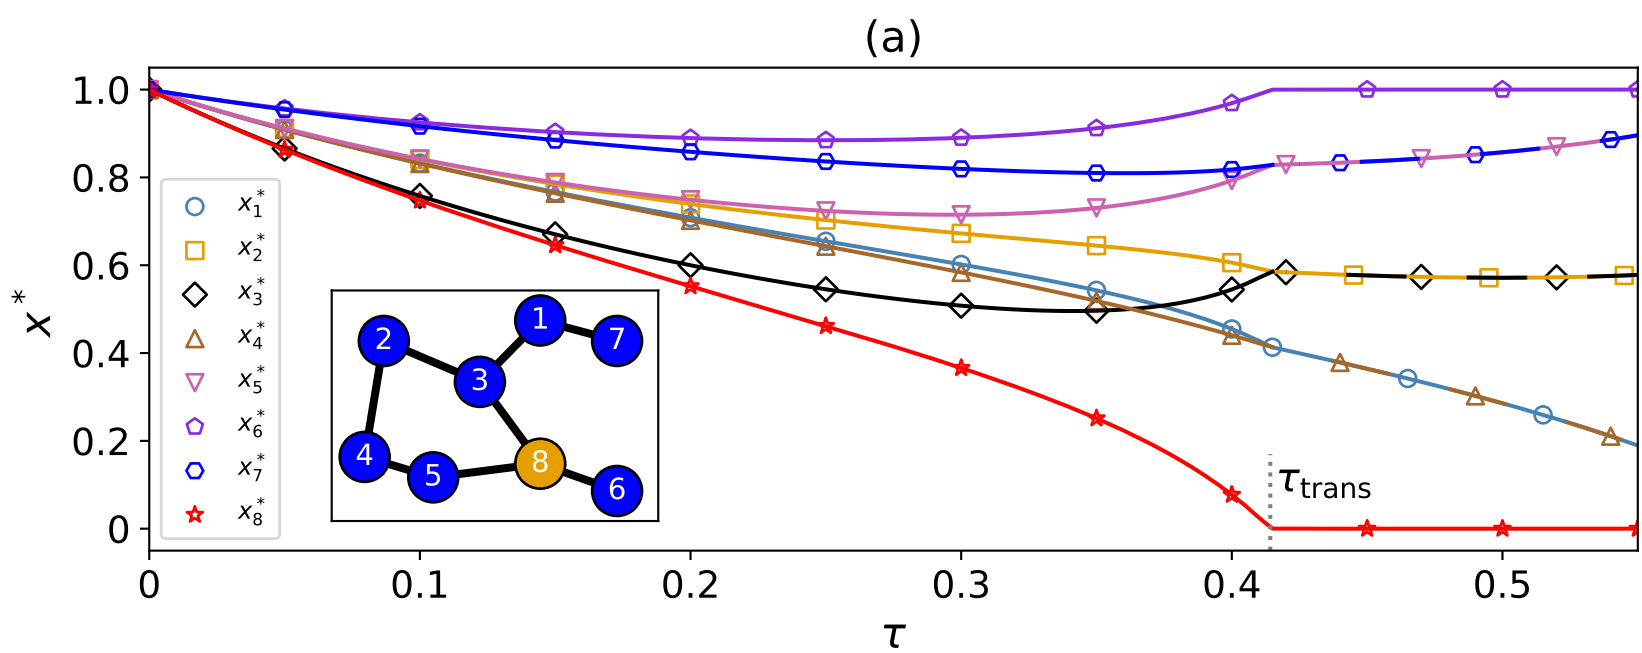 (a)
x*
1.0
0.8
0.6
0.4
0.2
0
x₁*
x₂*
x₃*
x₄*
x₅*
x₆*
x₇*
x₈*
1
7
2
3
4
5
8
6
τ_trans
0 0.1 0.2 0.3 0.4 0.5
τ